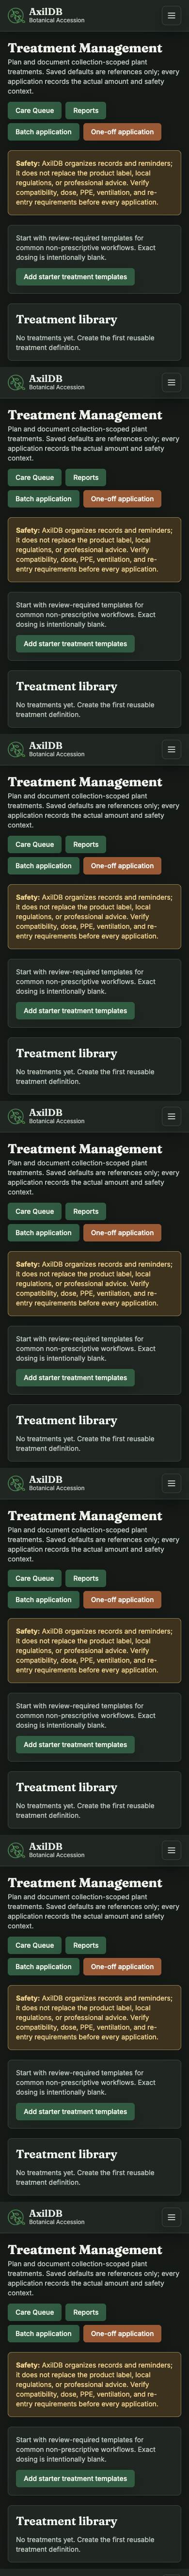 AxilDB
Botanical Accession
Treatment Management
Plan and document collection-scoped plant
treatments. Saved defaults are references only; every
application records the actual amount and safety
context.
Care Queue Reports
Batch application One-off application
Safety: AxilDB organizes records and reminders;
it does not replace the product label, local
regulations, or professional advice. Verify
compatibility, dose, PPE, ventilation, and re-
entry requirements before every application.
Start with review-required templates for
common non-prescriptive workflows. Exact
dosing is intentionally blank.
Add starter treatment templates
Treatment library
No treatments yet. Create the first reusable
treatment definition.
AxilDB
Botanical Accession
Treatment Management
Plan and document collection-scoped plant
treatments. Saved defaults are references only; every
application records the actual amount and safety
context.
Care Queue Reports
Batch application One-off application
Safety: AxilDB organizes records and reminders;
it does not replace the product label, local
regulations, or professional advice. Verify
compatibility, dose, PPE, ventilation, and re-
entry requirements before every application.
Start with review-required templates for
common non-prescriptive workflows. Exact
dosing is intentionally blank.
Add starter treatment templates
Treatment library
No treatments yet. Create the first reusable
treatment definition.
AxilDB
Botanical Accession
Treatment Management
Plan and document collection-scoped plant
treatments. Saved defaults are references only; every
application records the actual amount and safety
context.
Care Queue Reports
Batch application One-off application
Safety: AxilDB organizes records and reminders;
it does not replace the product label, local
regulations, or professional advice. Verify
compatibility, dose, PPE, ventilation, and re-
entry requirements before every application.
Start with review-required templates for
common non-prescriptive workflows. Exact
dosing is intentionally blank.
Add starter treatment templates
Treatment library
No treatments yet. Create the first reusable
treatment definition.
AxilDB
Botanical Accession
Treatment Management
Plan and document collection-scoped plant
treatments. Saved defaults are references only; every
application records the actual amount and safety
context.
Care Queue Reports
Batch application One-off application
Safety: AxilDB organizes records and reminders;
it does not replace the product label, local
regulations, or professional advice. Verify
compatibility, dose, PPE, ventilation, and re-
entry requirements before every application.
Start with review-required templates for
common non-prescriptive workflows. Exact
dosing is intentionally blank.
Add starter treatment templates
Treatment library
No treatments yet. Create the first reusable
treatment definition.
AxilDB
Botanical Accession
Treatment Management
Plan and document collection-scoped plant
treatments. Saved defaults are references only; every
application records the actual amount and safety
context.
Care Queue Reports
Batch application One-off application
Safety: AxilDB organizes records and reminders;
it does not replace the product label, local
regulations, or professional advice. Verify
compatibility, dose, PPE, ventilation, and re-
entry requirements before every application.
Start with review-required templates for
common non-prescriptive workflows. Exact
dosing is intentionally blank.
Add starter treatment templates
Treatment library
No treatments yet. Create the first reusable
treatment definition.
AxilDB
Botanical Accession
Treatment Management
Plan and document collection-scoped plant
treatments. Saved defaults are references only; every
application records the actual amount and safety
context.
Care Queue Reports
Batch application One-off application
Safety: AxilDB organizes records and reminders;
it does not replace the product label, local
regulations, or professional advice. Verify
compatibility, dose, PPE, ventilation, and re-
entry requirements before every application.
Start with review-required templates for
common non-prescriptive workflows. Exact
dosing is intentionally blank.
Add starter treatment templates
Treatment library
No treatments yet. Create the first reusable
treatment definition.
AxilDB
Botanical Accession
Treatment Management
Plan and document collection-scoped plant
treatments. Saved defaults are references only; every
application records the actual amount and safety
context.
Care Queue Reports
Batch application One-off application
Safety: AxilDB organizes records and reminders;
it does not replace the product label, local
regulations, or professional advice. Verify
compatibility, dose, PPE, ventilation, and re-
entry requirements before every application.
Start with review-required templates for
common non-prescriptive workflows. Exact
dosing is intentionally blank.
Add starter treatment templates
Treatment library
No treatments yet. Create the first reusable
treatment definition.